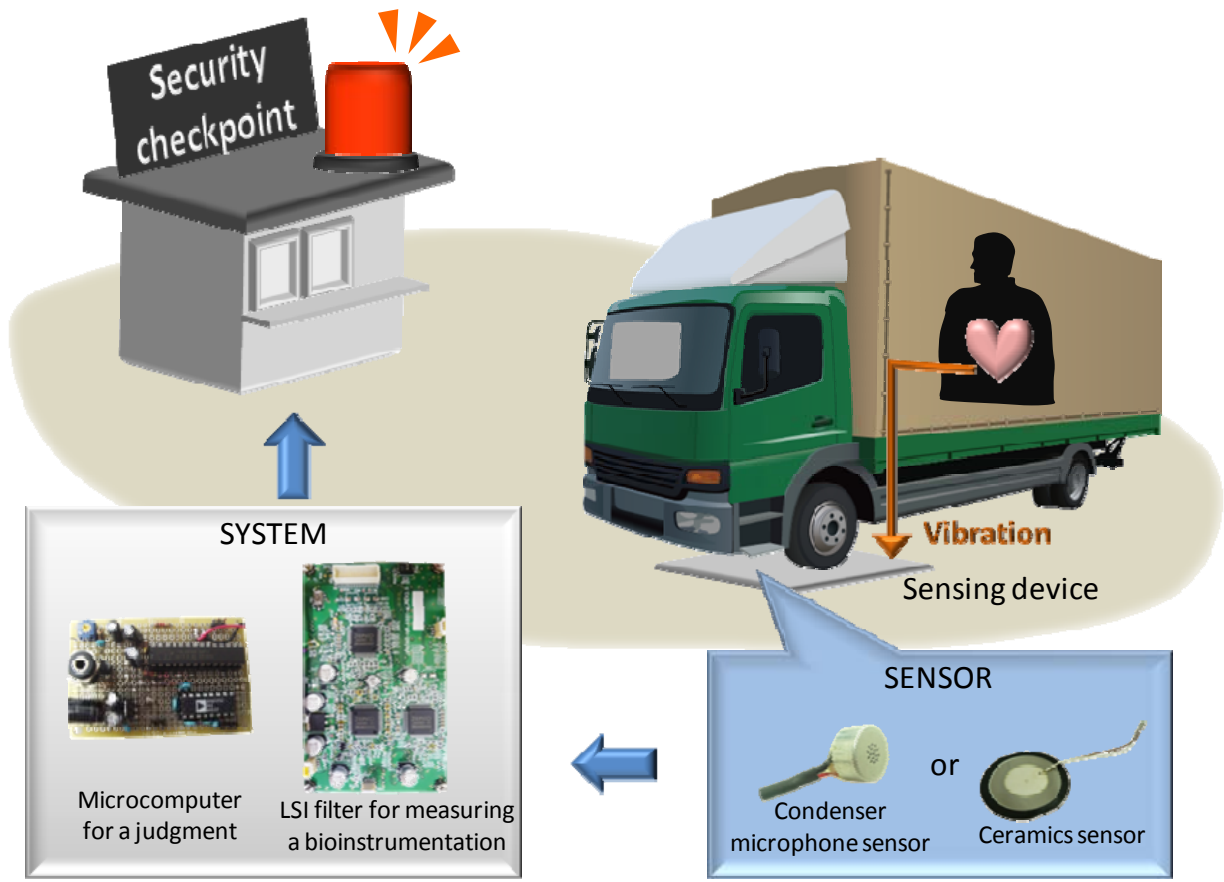 Security
checkpoint
Vibration
Sensing device
SYSTEM
Microcomputer
for a judgment
LSI filter for measuring
a bioinstrumentation
SENSOR
or
Condenser
microphone sensor
Ceramics sensor